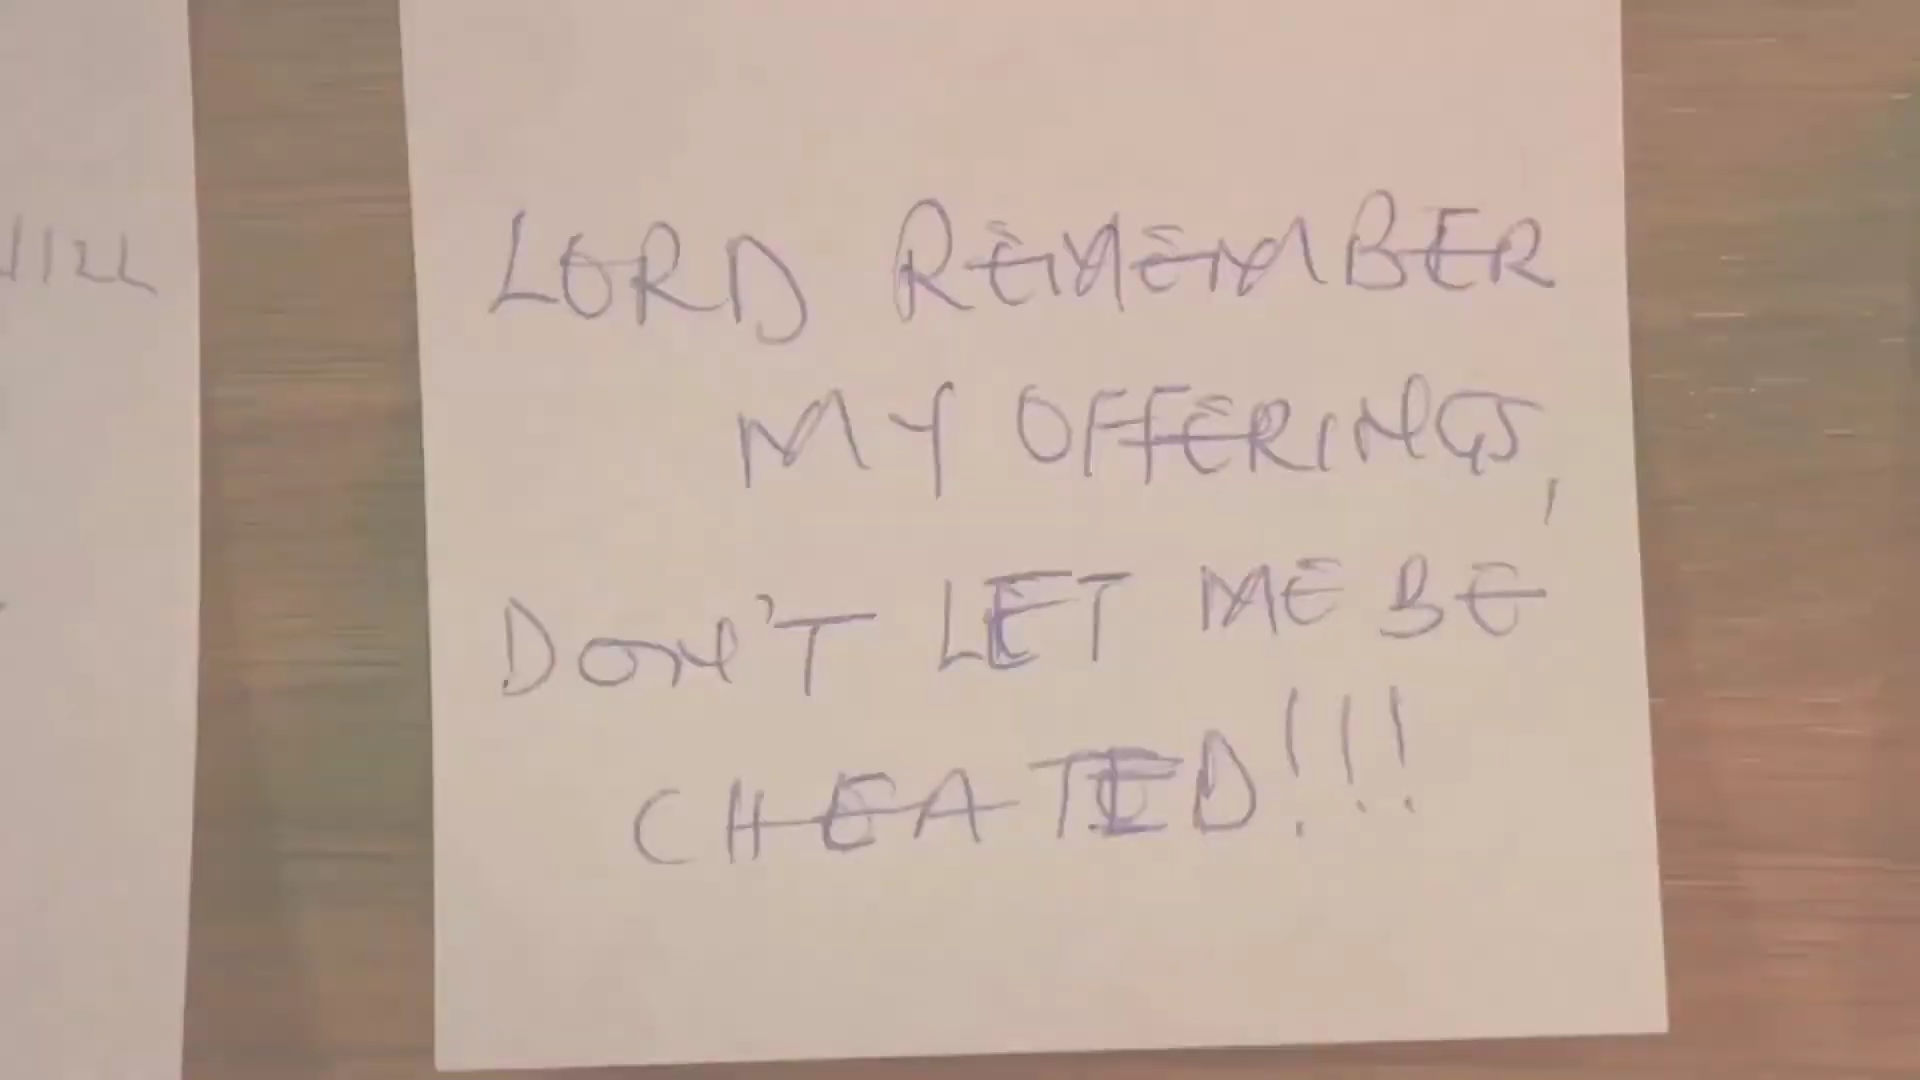 LORD REMEMBER
MY OFFERINGS,
DON'T LET ME BE
CHEATED!!!